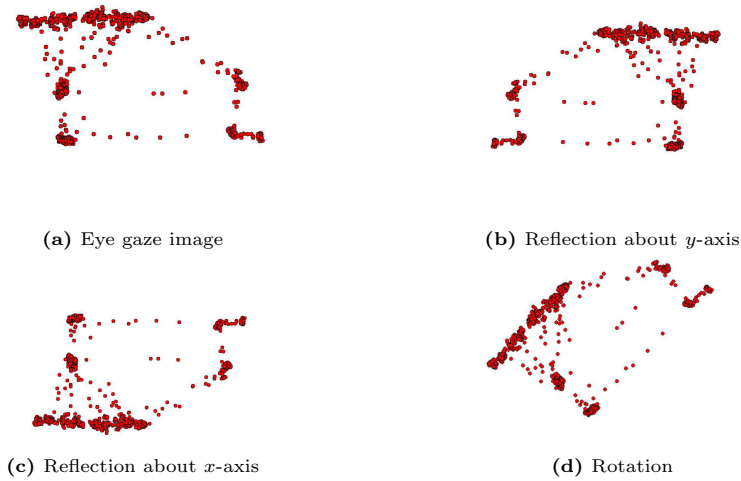 (a) Eye gaze image
(b) Reflection about y-axis
(c) Reflection about x-axis
(d) Rotation